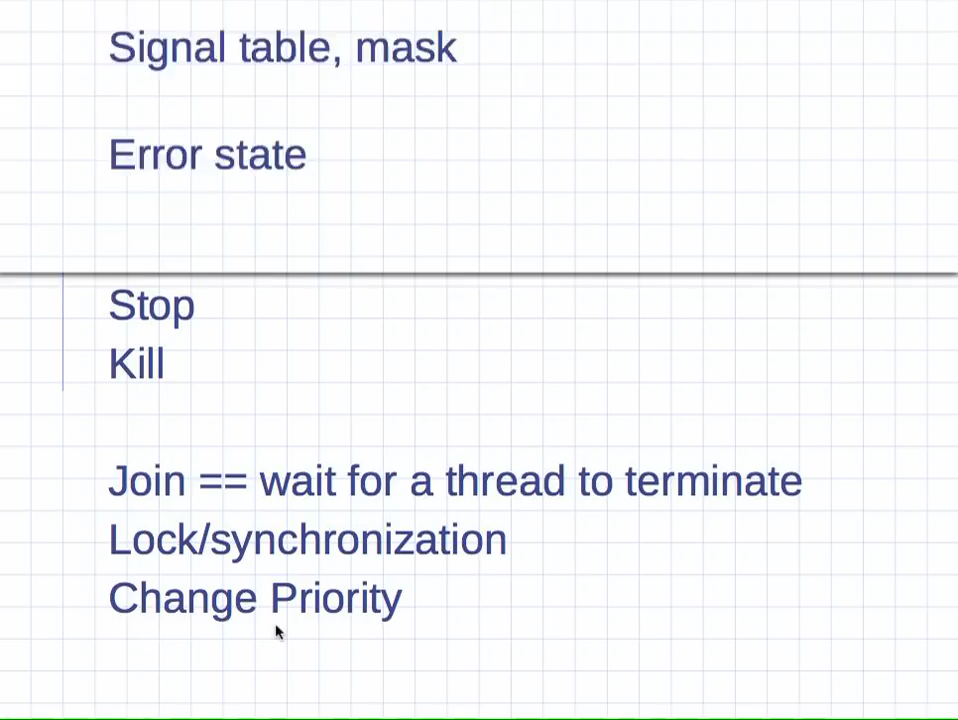 Signal table, mask
Error state
Stop
Kill
Join == wait for a thread to terminate
Lock/synchronization
Change Priority